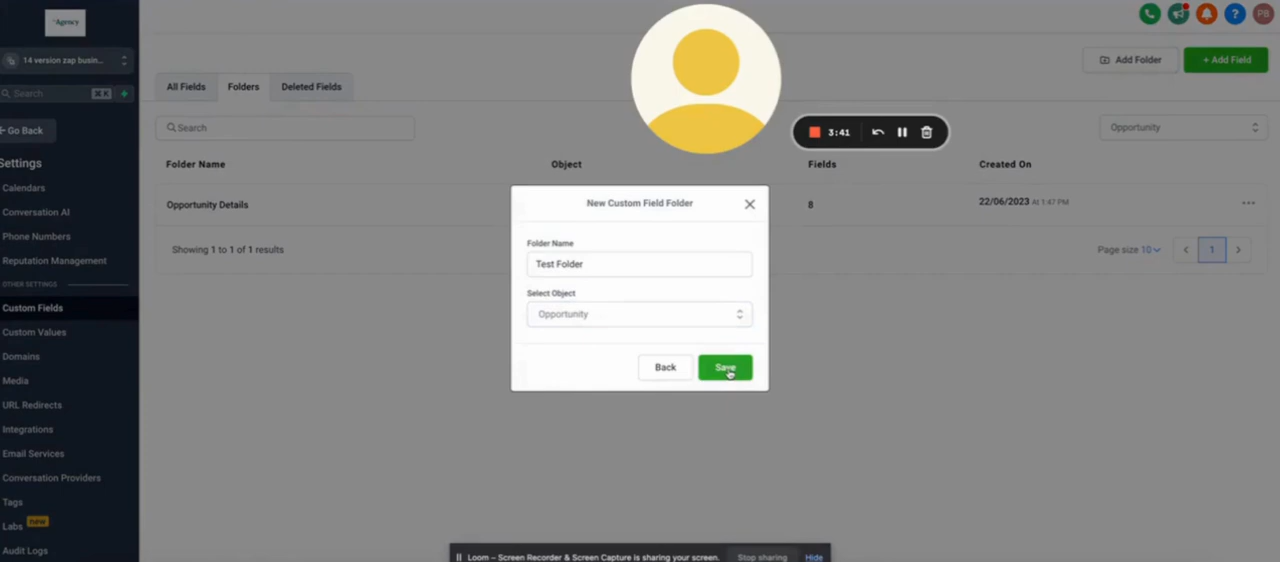 Agency
PB
14 version zap busin...
Search ⌘ K +
Go Back
Settings
Calendars
Conversation AI
Phone Numbers
Reputation Management
OTHER SETTINGS
Custom Fields
Custom Values
Domains
Media
URL Redirects
Integrations
Email Services
Conversation Providers
Tags
Labs new
Audit Logs
Add Folder
+ Add Field
All Fields Folders Deleted Fields
Search
3:41
Opportunity
Folder Name Object Fields Created On
Opportunity Details 8 22/06/2023 At 1:47 PM
Showing 1 to 1 of 1 results
Page size 10 1
New Custom Field Folder
Folder Name
Test Folder
Select Object
Opportunity
Back Save
Loom – Screen Recorder & Screen Capture is sharing your screen. Stop sharing Hide